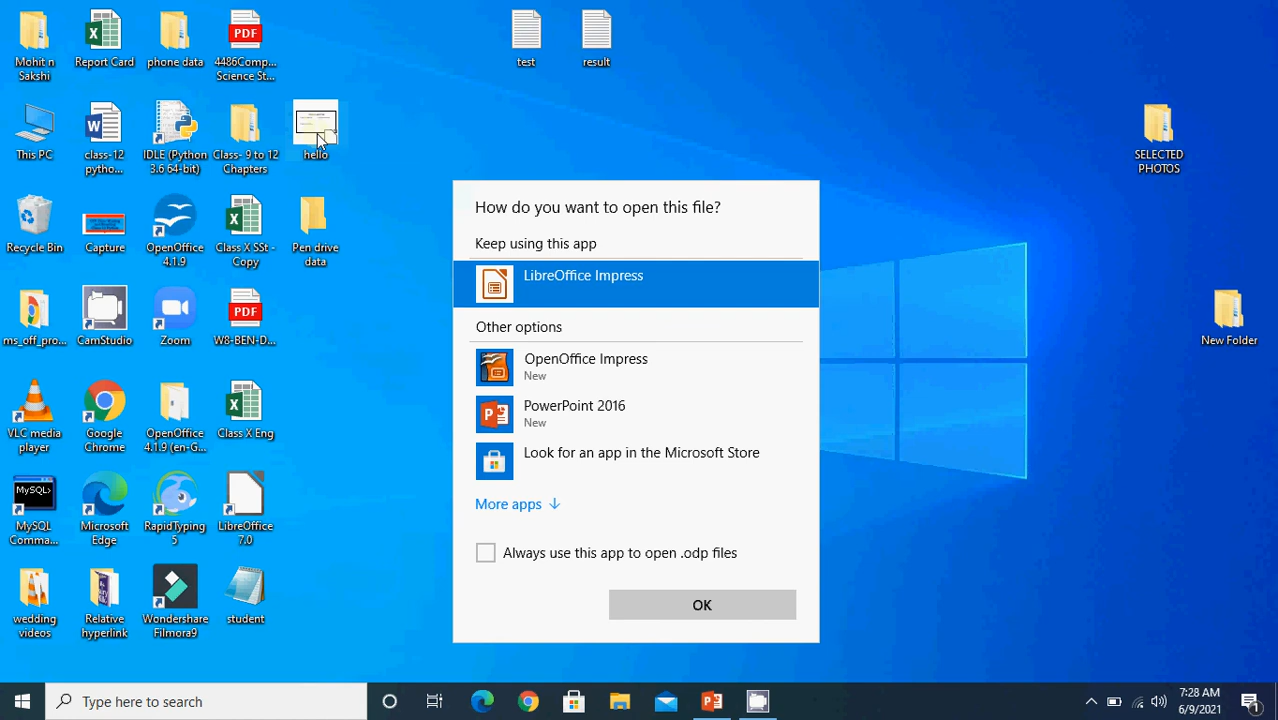 Mohit n
Sakshi
Report Card
phone data
PDF
4486Comp...
Science St...
test
result
This PC
class-12
pytho...
IDLE (Python
3.6 64-bit)
Class- 9 to 12
Chapters
hello
SELECTED
PHOTOS
Recycle Bin
Capture
OpenOffice
4.1.9
Class X SSt -
Copy
Pen drive
data
ms_off_pro...
CamStudio
Zoom
PDF
W8-BEN-D...
New Folder
VLC media
player
Google
Chrome
OpenOffice
4.1.9 (en-G...
Class X Eng
MySQL>
MySQL
Comma...
Microsoft
Edge
RapidTyping
5
LibreOffice
7.0
wedding
videos
Relative
hyperlink
Wondershare
Filmora9
student
How do you want to open this file?
Keep using this app
LibreOffice Impress
Other options
OpenOffice Impress
New
PowerPoint 2016
New
Look for an app in the Microsoft Store
More apps ↓
Always use this app to open .odp files
OK
Type here to search
7:28 AM
6/9/2021
1